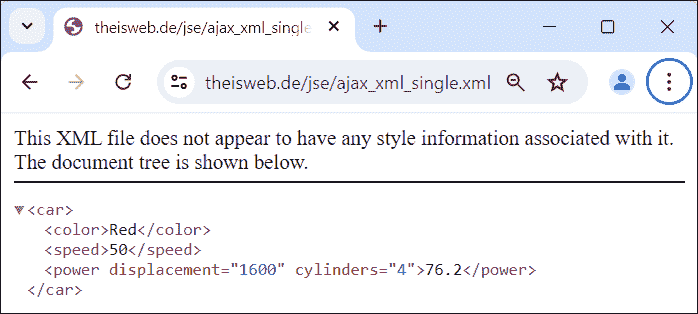 theisweb.de/jse/ajax_xml_single
theisweb.de/jse/ajax_xml_single.xml
This XML file does not appear to have any style information associated with it.
The document tree is shown below.
<car>
<color>Red</color>
<speed>50</speed>
<power displacement="1600" cylinders="4">76.2</power>
</car>